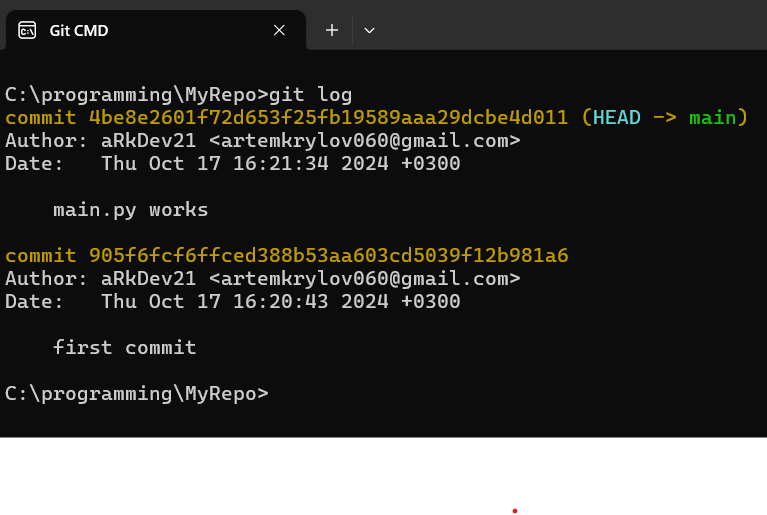 Git CMD
C:\programming\MyRepo>git log
commit 4be8e2601f72d653f25fb19589aaa29dcbe4d011 (HEAD -> main)
Author: aRkDev21 <artemkrylov060@gmail.com>
Date:   Thu Oct 17 16:21:34 2024 +0300
main.py works
commit 905f6fcf6ffced388b53aa603cd5039f12b981a6
Author: aRkDev21 <artemkrylov060@gmail.com>
Date:   Thu Oct 17 16:20:43 2024 +0300
first commit
C:\programming\MyRepo>